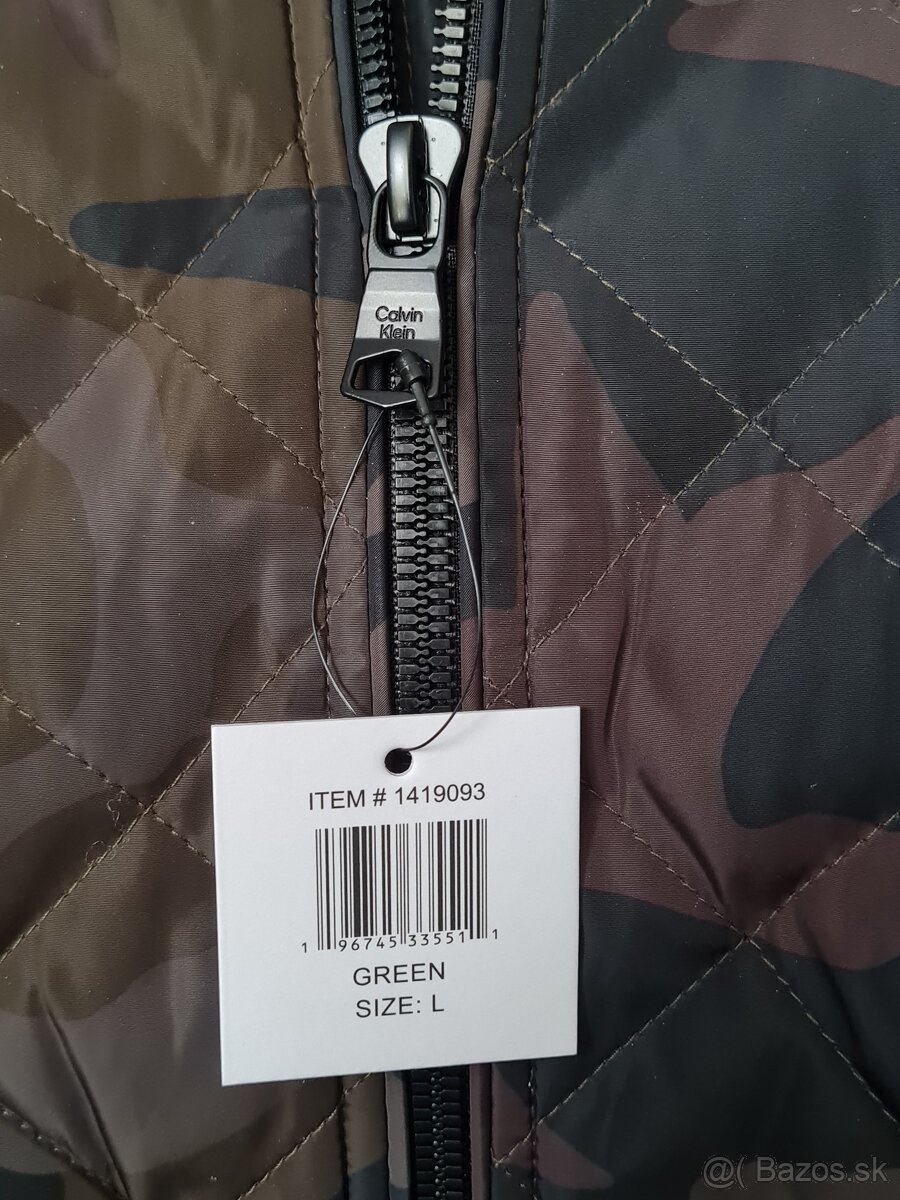 Calvin
Klein
ITEM # 1419093
1 96745 33551 1
GREEN
SIZE: L
@( Bazos.sk